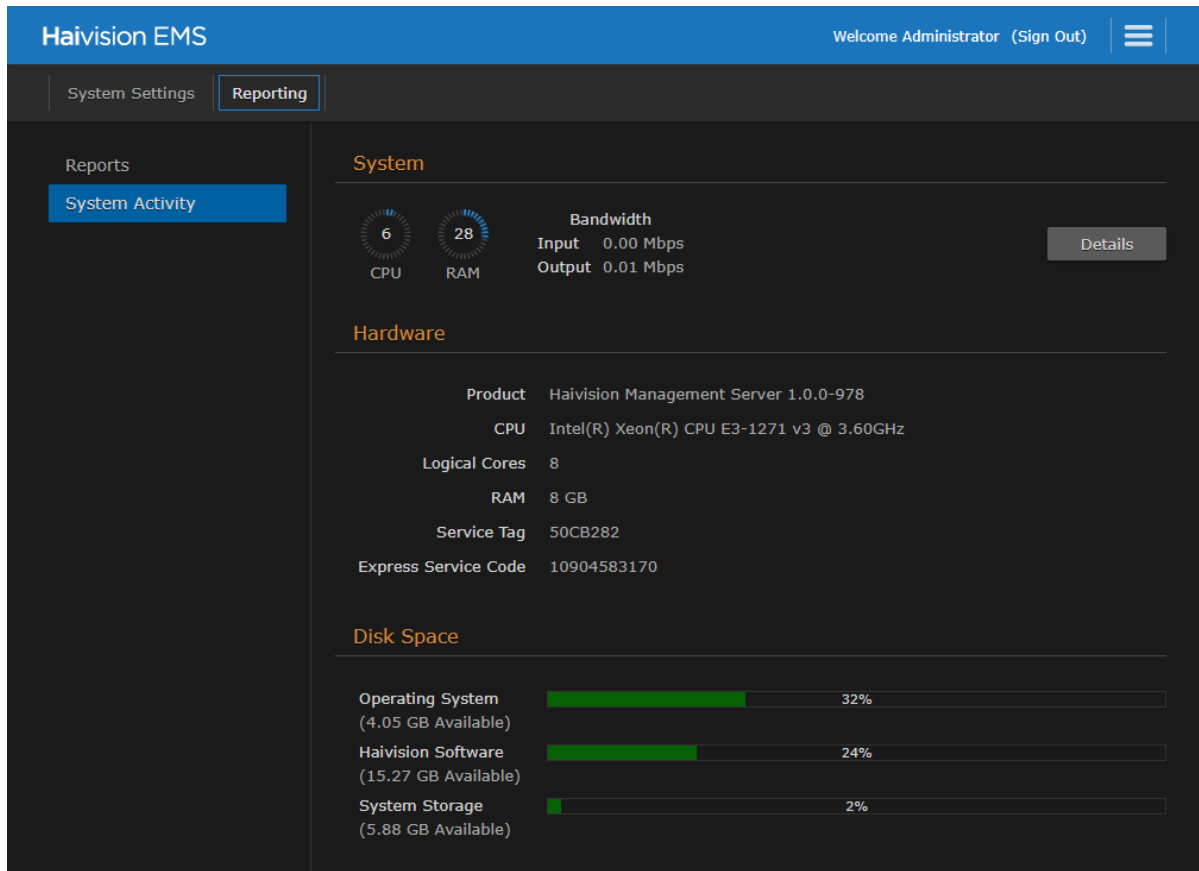 Haivision EMS
Welcome Administrator (Sign Out)
System Settings
Reporting
Reports
System Activity
System
6
CPU
28
RAM
Bandwidth
Input 0.00 Mbps
Output 0.01 Mbps
Details
Hardware
Product Haivision Management Server 1.0.0-978
CPU Intel(R) Xeon(R) CPU E3-1271 v3 @ 3.60GHz
Logical Cores 8
RAM 8 GB
Service Tag 50CB282
Express Service Code 10904583170
Disk Space
Operating System 32%
(4.05 GB Available)
Haivision Software 24%
(15.27 GB Available)
System Storage 2%
(5.88 GB Available)